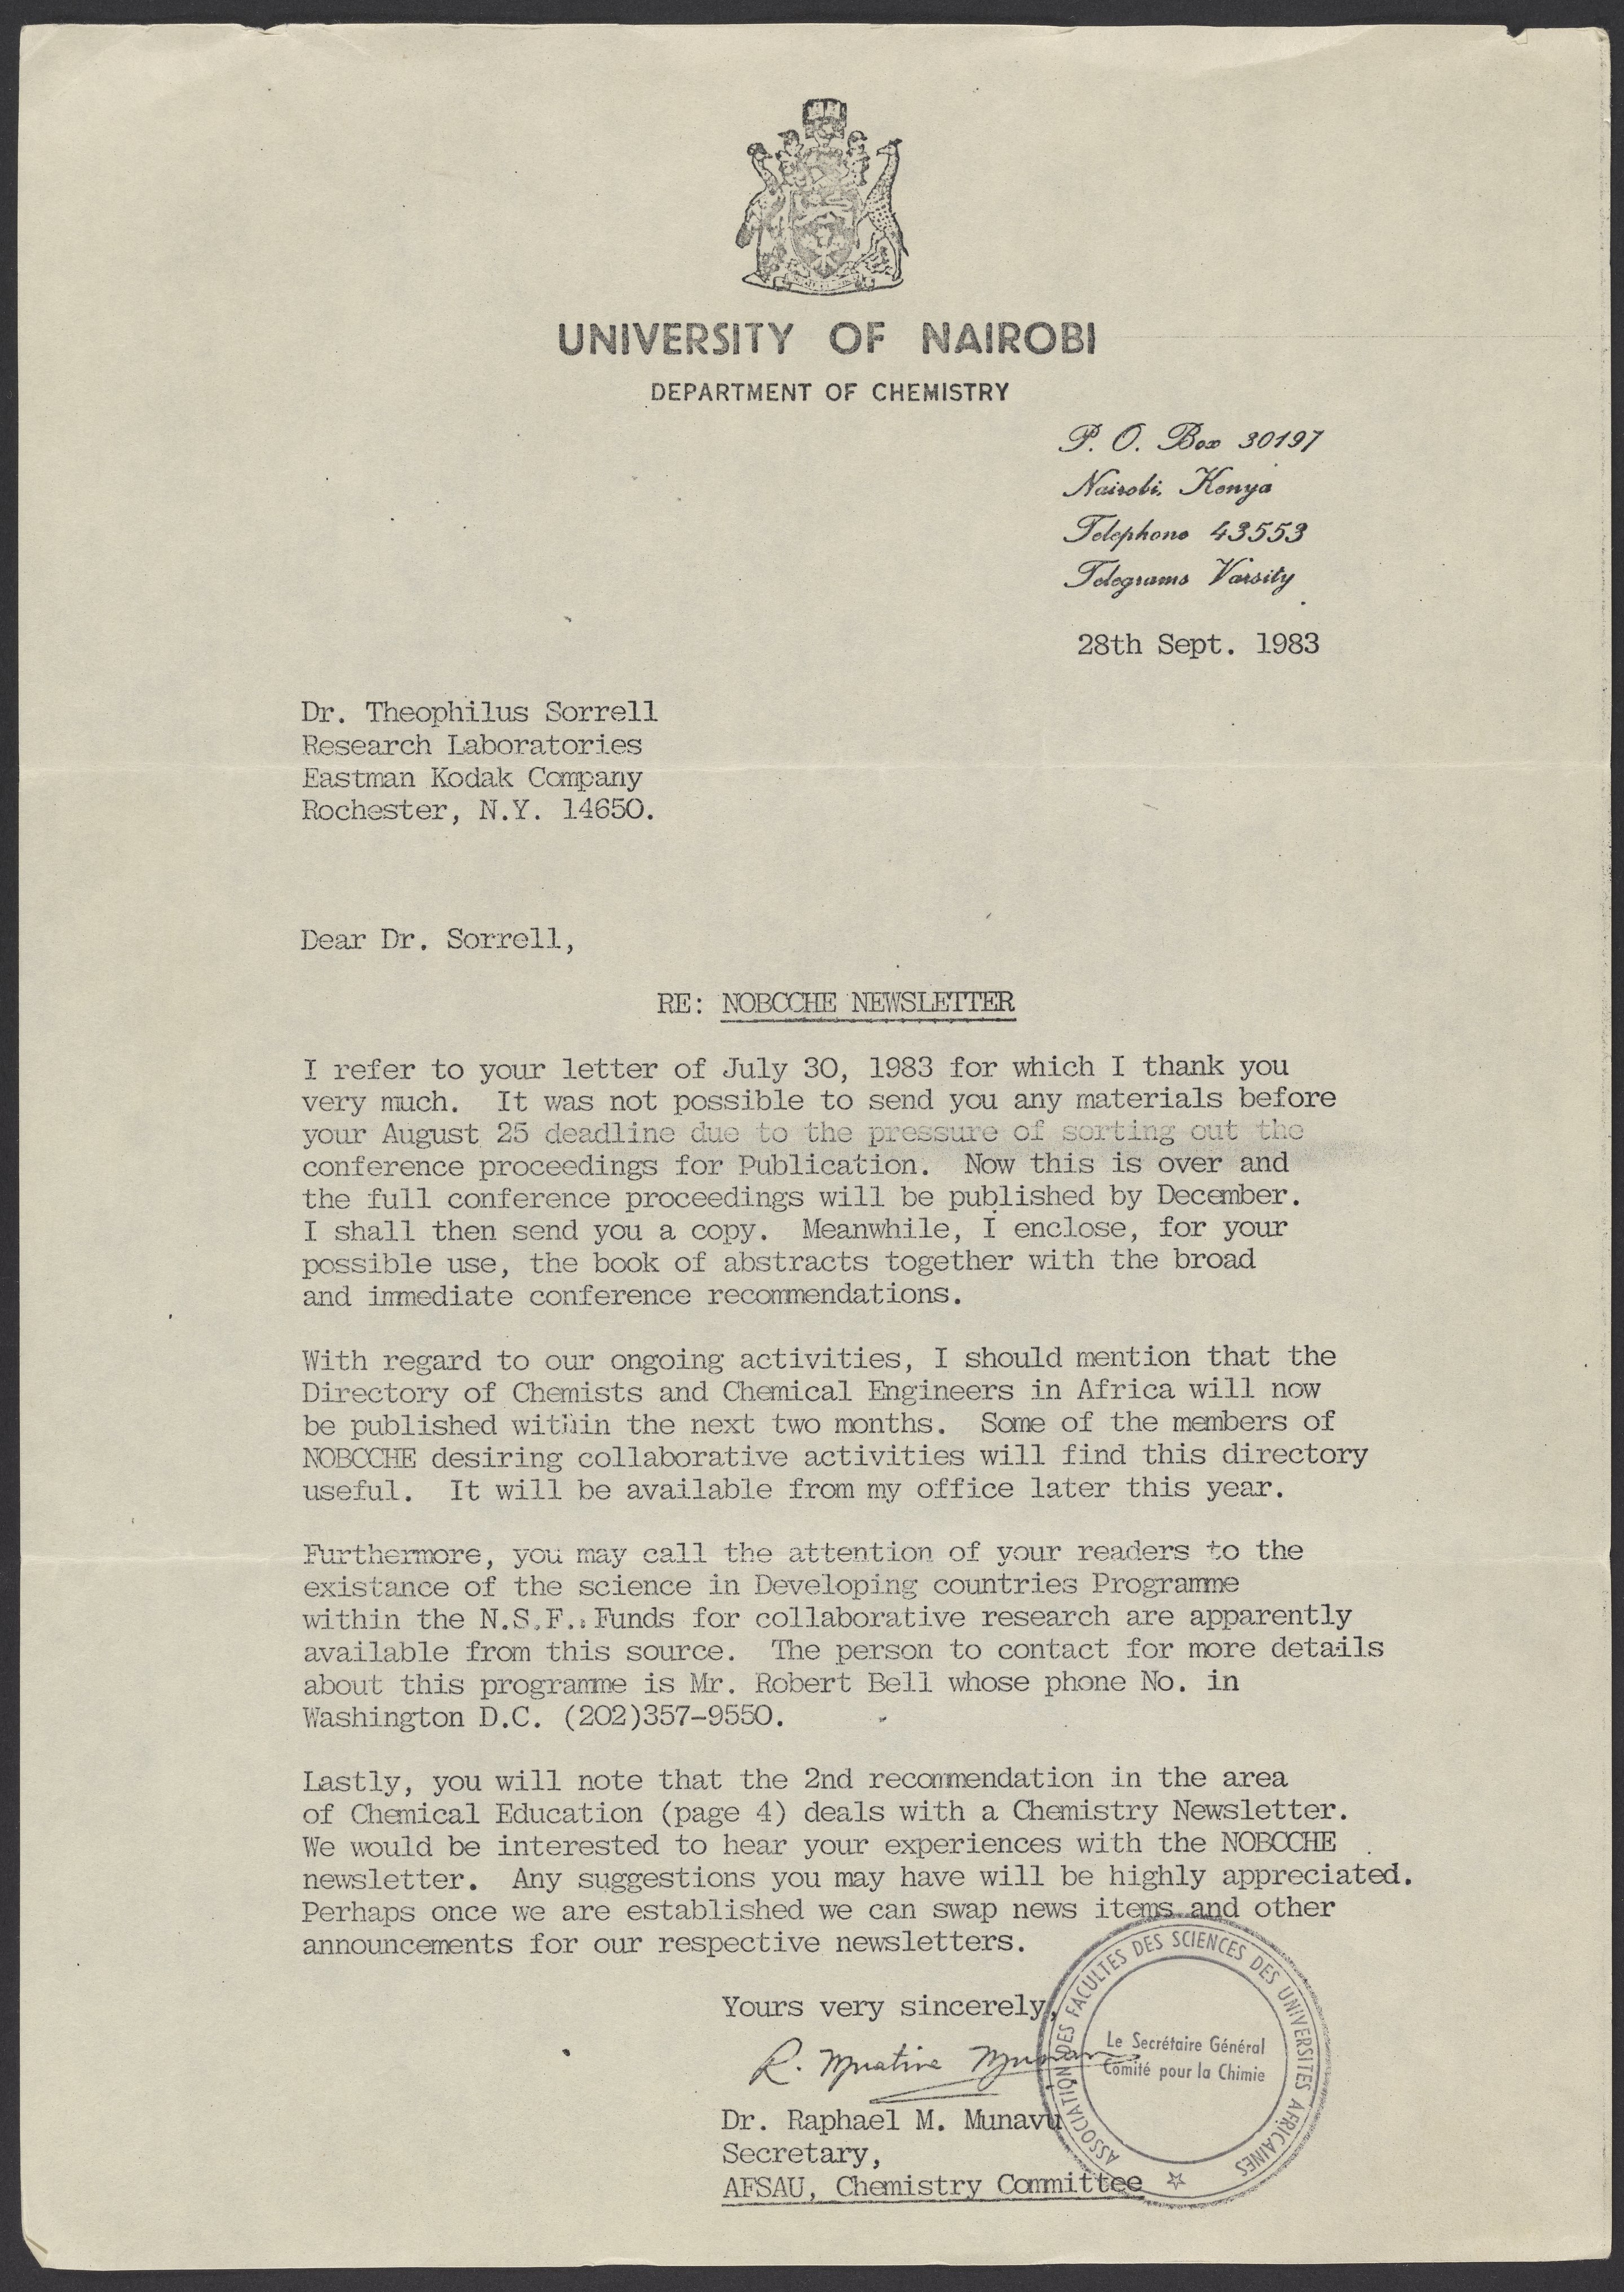 UNIVERSITY OF NAIROBI
DEPARTMENT OF CHEMISTRY
P. O. Box 30197
Nairobi, Kenya
Telephone 43553
Telegrams Varsity
28th Sept. 1983
Dr. Theophilus Sorrell
Research Laboratories
Eastman Kodak Company
Rochester, N.Y. 14650.
Dear Dr. Sorrell,
RE: NOBCCHE NEWSLETTER
I refer to your letter of July 30, 1983 for which I thank you
very much. It was not possible to send you any materials before
your August 25 deadline due to the pressure of sorting out the
conference proceedings for Publication. Now this is over and
the full conference proceedings will be published by December.
I shall then send you a copy. Meanwhile, I enclose, for your
possible use, the book of abstracts together with the broad
and immediate conference recommendations.
With regard to our ongoing activities, I should mention that the
Directory of Chemists and Chemical Engineers in Africa will now
be published within the next two months. Some of the members of
NOBCCHE desiring collaborative activities will find this directory
useful. It will be available from my office later this year.
Furthermore, you may call the attention of your readers to the
existance of the science in Developing countries Programme
within the N.S.F.. Funds for collaborative research are apparently
available from this source. The person to contact for more details
about this programme is Mr. Robert Bell whose phone No. in
Washington D.C. (202)357-9550.
Lastly, you will note that the 2nd recommendation in the area
of Chemical Education (page 4) deals with a Chemistry Newsletter.
We would be interested to hear your experiences with the NOBCCHE
newsletter. Any suggestions you may have will be highly appreciated.
Perhaps once we are established we can swap news items and other
announcements for our respective newsletters.
Yours very sincerely,
R. Mwative Munavu
Dr. Raphael M. Munavu
Secretary,
AFSAU, Chemistry Committee
ASSOCIATION DES FACULTES DES SCIENCES DES UNIVERSITES AFRICAINES
Le Secrétaire Général
Comité pour la Chimie